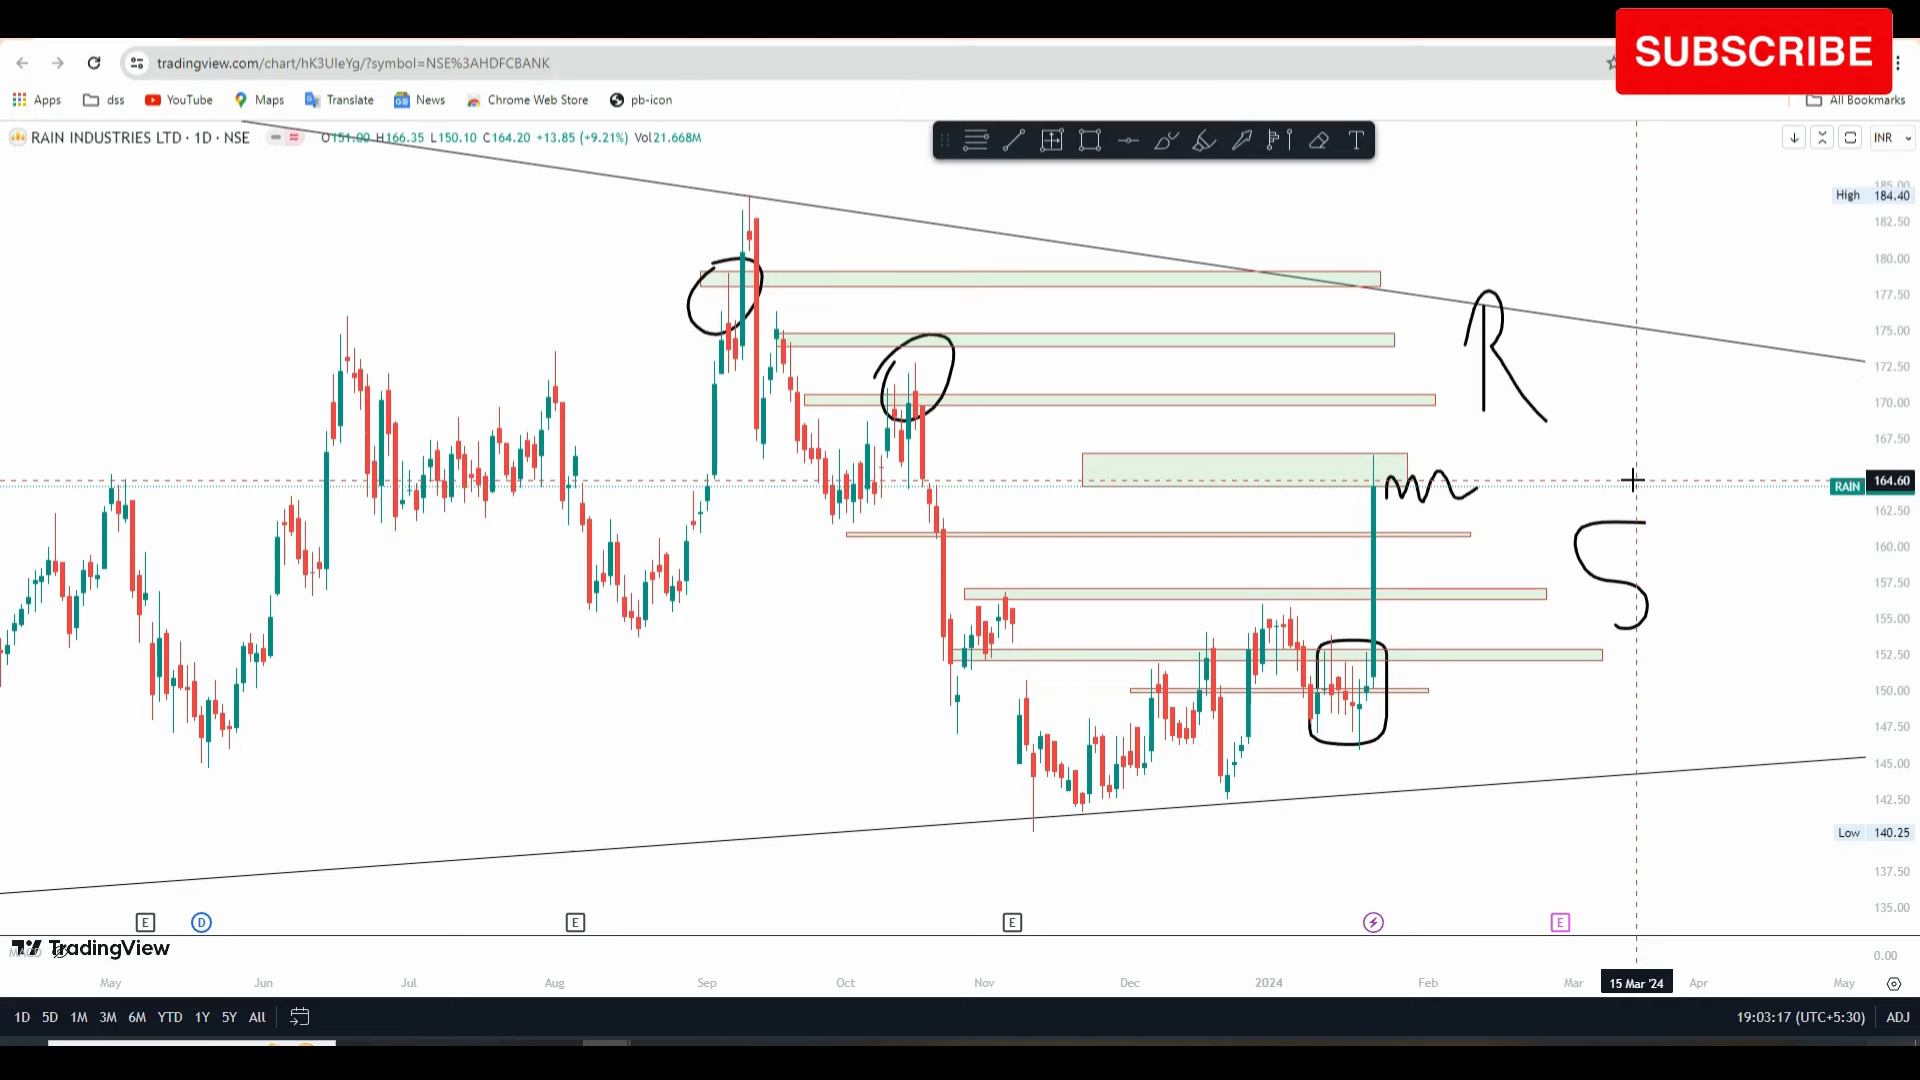 SUBSCRIBE
tradingview.com/chart/hK3UIeYg/?symbol=NSE%3AHDFCBANK
Apps dss YouTube Maps Translate News Chrome Web Store pb-icon All Bookmarks
RAIN INDUSTRIES LTD · 1D · NSE O151.00 H166.35 L150.10 C164.20 +13.85 (+9.21%) Vol21.668M INR
185.00
High 184.40
182.50
180.00
177.50
R
175.00
172.50
170.00
167.50
164.60
RAIN
162.50
S
160.00
157.50
155.00
152.50
150.00
147.50
145.00
142.50
Low 140.25
137.50
135.00
E D E E E
TradingView
MACD
0.00
May Jun Jul Aug Sep Oct Nov Dec 2024 Feb Mar 15 Mar '24 Apr May
1D 5D 1M 3M 6M YTD 1Y 5Y All 19:03:17 (UTC+5:30) ADJ